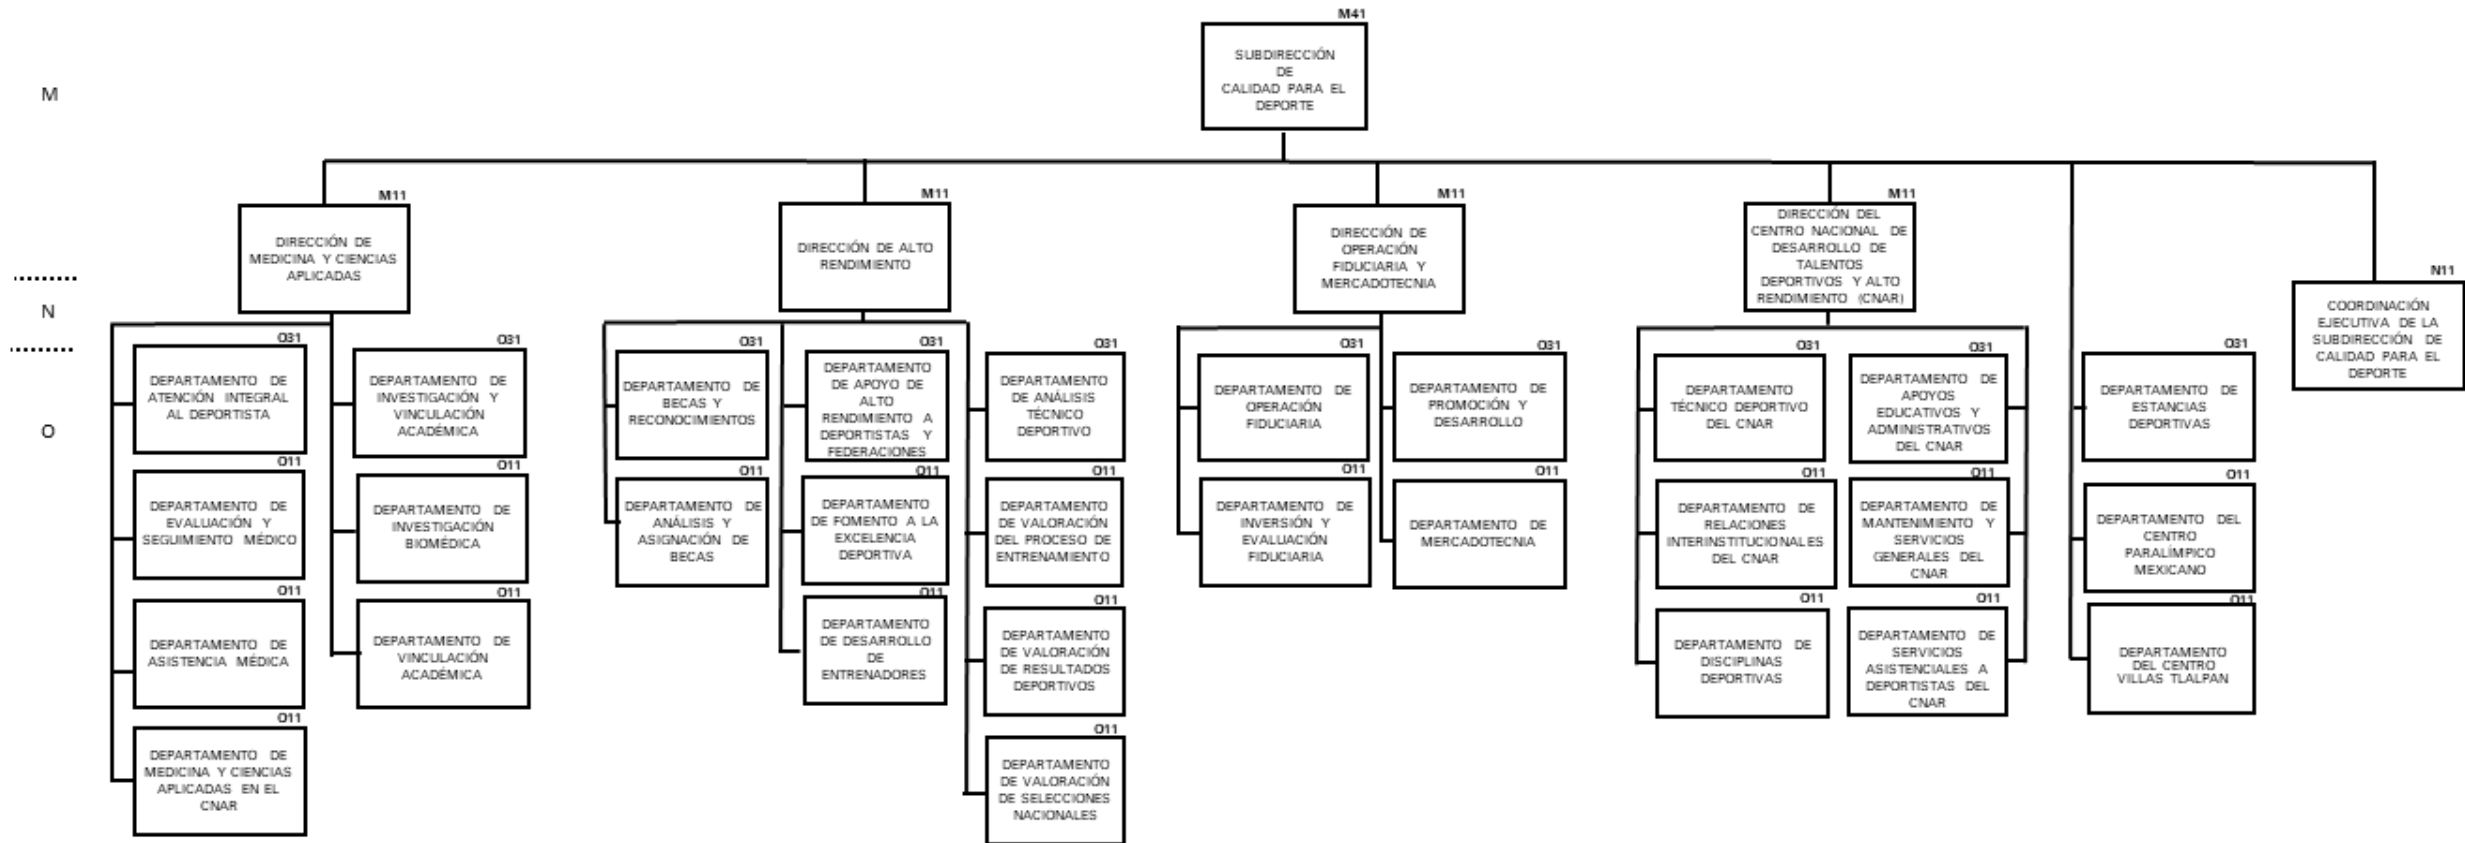 M41
SUBDIRECCIÓN
DE
CALIDAD PARA EL
DEPORTE
M
M11
DIRECCIÓN DE
MEDICINA Y CIENCIAS
APLICADAS
M11
DIRECCIÓN DE ALTO
RENDIMIENTO
M11
DIRECCIÓN DE
OPERACIÓN
FIDUCIARIA Y
MERCADOTECNIA
M11
DIRECCIÓN DEL
CENTRO NACIONAL DE
DESARROLLO DE
TALENTOS
DEPORTIVOS Y ALTO
RENDIMIENTO (CNAR)
N11
COORDINACIÓN
EJECUTIVA DE LA
SUBDIRECCIÓN DE
CALIDAD PARA EL
DEPORTE
N
O
O31
DEPARTAMENTO DE
ATENCIÓN INTEGRAL
AL DEPORTISTA
O11
DEPARTAMENTO DE
EVALUACIÓN Y
SEGUIMIENTO MÉDICO
O11
DEPARTAMENTO DE
ASISTENCIA MÉDICA
O11
DEPARTAMENTO DE
MEDICINA Y CIENCIAS
APLICADAS EN EL
CNAR
O31
DEPARTAMENTO DE
INVESTIGACIÓN Y
VINCULACIÓN
ACADÉMICA
O11
DEPARTAMENTO DE
INVESTIGACIÓN
BIOMÉDICA
O11
DEPARTAMENTO DE
VINCULACIÓN
ACADÉMICA
O31
DEPARTAMENTO DE
BECAS Y
RECONOCIMIENTOS
O11
DEPARTAMENTO DE
ANÁLISIS Y
ASIGNACIÓN DE
BECAS
O31
DEPARTAMENTO
DE APOYO DE
ALTO
RENDIMIENTO A
DEPORTISTAS Y
FEDERACIONES
O11
DEPARTAMENTO
DE FOMENTO A LA
EXCELENCIA
DEPORTIVA
O11
DEPARTAMENTO
DE DESARROLLO
DE
ENTRENADORES
O31
DEPARTAMENTO
DE ANÁLISIS
TÉCNICO
DEPORTIVO
O11
DEPARTAMENTO
DE VALORACIÓN
DEL PROCESO DE
ENTRENAMIENTO
O11
DEPARTAMENTO
DE VALORACIÓN
DE RESULTADOS
DEPORTIVOS
O11
DEPARTAMENTO
DE VALORACIÓN
DE SELECCIONES
NACIONALES
O31
DEPARTAMENTO DE
OPERACIÓN
FIDUCIARIA
O11
DEPARTAMENTO DE
INVERSIÓN Y
EVALUACIÓN
FIDUCIARIA
O31
DEPARTAMENTO DE
PROMOCIÓN Y
DESARROLLO
O11
DEPARTAMENTO DE
MERCADOTECNIA
O31
DEPARTAMENTO
TÉCNICO DEPORTIVO
DEL CNAR
O11
DEPARTAMENTO DE
RELACIONES
INTERINSTITUCIONALES
DEL CNAR
O11
DEPARTAMENTO DE
DISCIPLINAS
DEPORTIVAS
O31
DEPARTAMENTO DE
APOYOS
EDUCATIVOS Y
ADMINISTRATIVOS
DEL CNAR
O11
DEPARTAMENTO DE
MANTENIMIENTO Y
SERVICIOS
GENERALES DEL
CNAR
O11
DEPARTAMENTO DE
SERVICIOS
ASISTENCIALES A
DEPORTISTAS DEL
CNAR
O31
DEPARTAMENTO DE
ESTANCIAS
DEPORTIVAS
O11
DEPARTAMENTO DEL
CENTRO
PARALÍMPICO
MEXICANO
O11
DEPARTAMENTO
DEL CENTRO
VILLAS TLALPAN